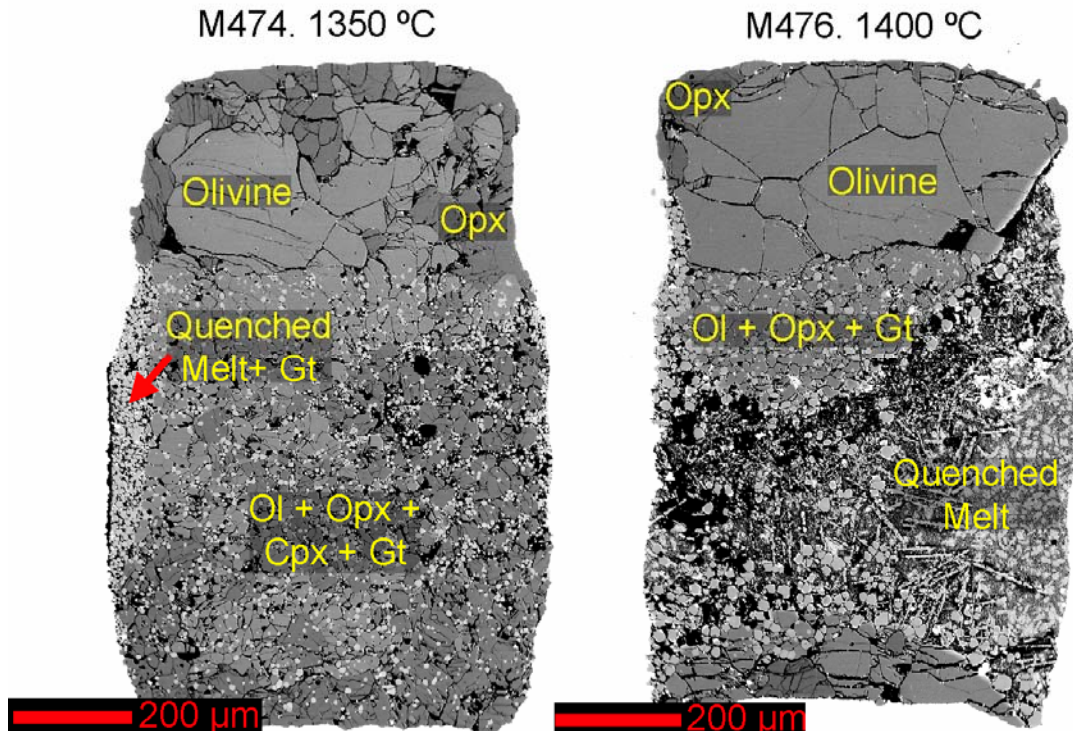 M474. 1350 ºC
Olivine
Opx
Quenched
Melt+ Gt
Ol + Opx +
Cpx + Gt
200 µm
M476. 1400 ºC
Opx
Olivine
Ol + Opx + Gt
Quenched
Melt
200 µm